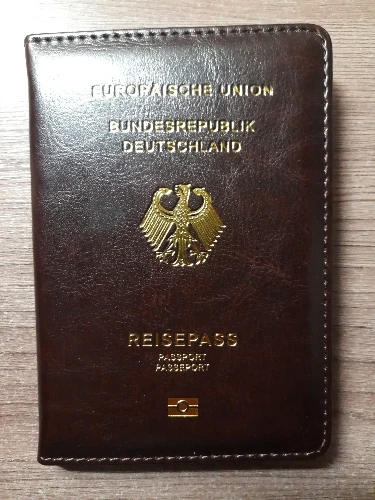 EUROPÄISCHE UNION
BUNDESREPUBLIK
DEUTSCHLAND
REISEPASS
PASSPORT
PASSEPORT